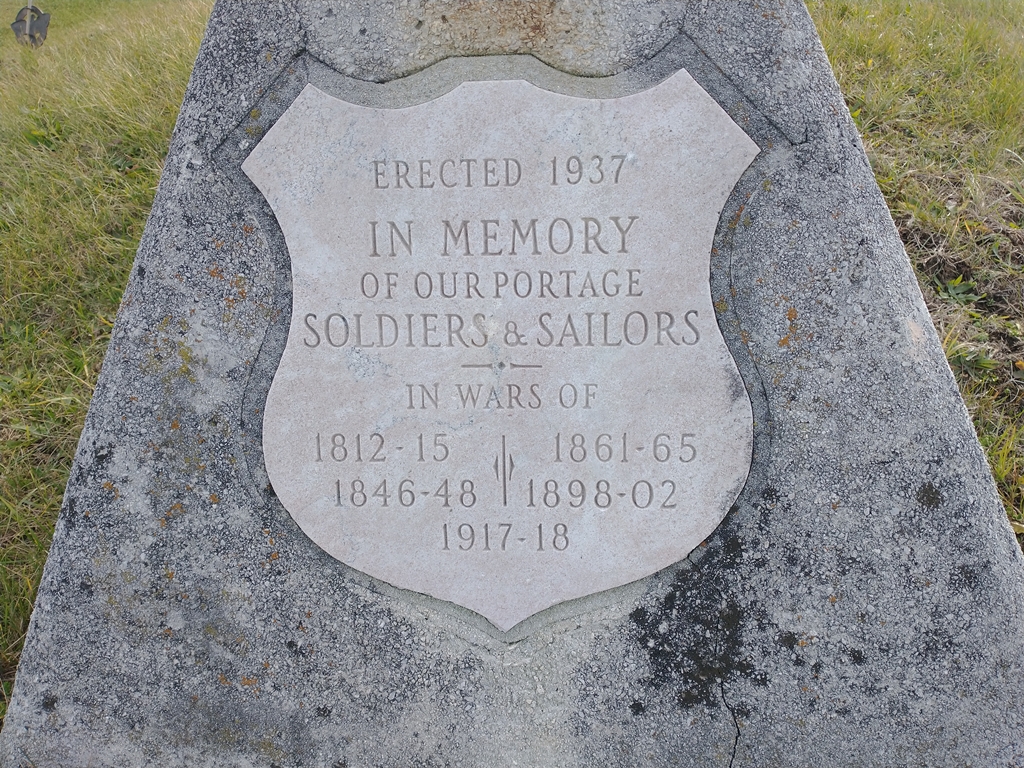 ERECTED 1937
IN MEMORY
OF OUR PORTAGE
SOLDIERS & SAILORS
IN WARS OF
1812-15 1861-65
1846-48 1898-02
1917-18